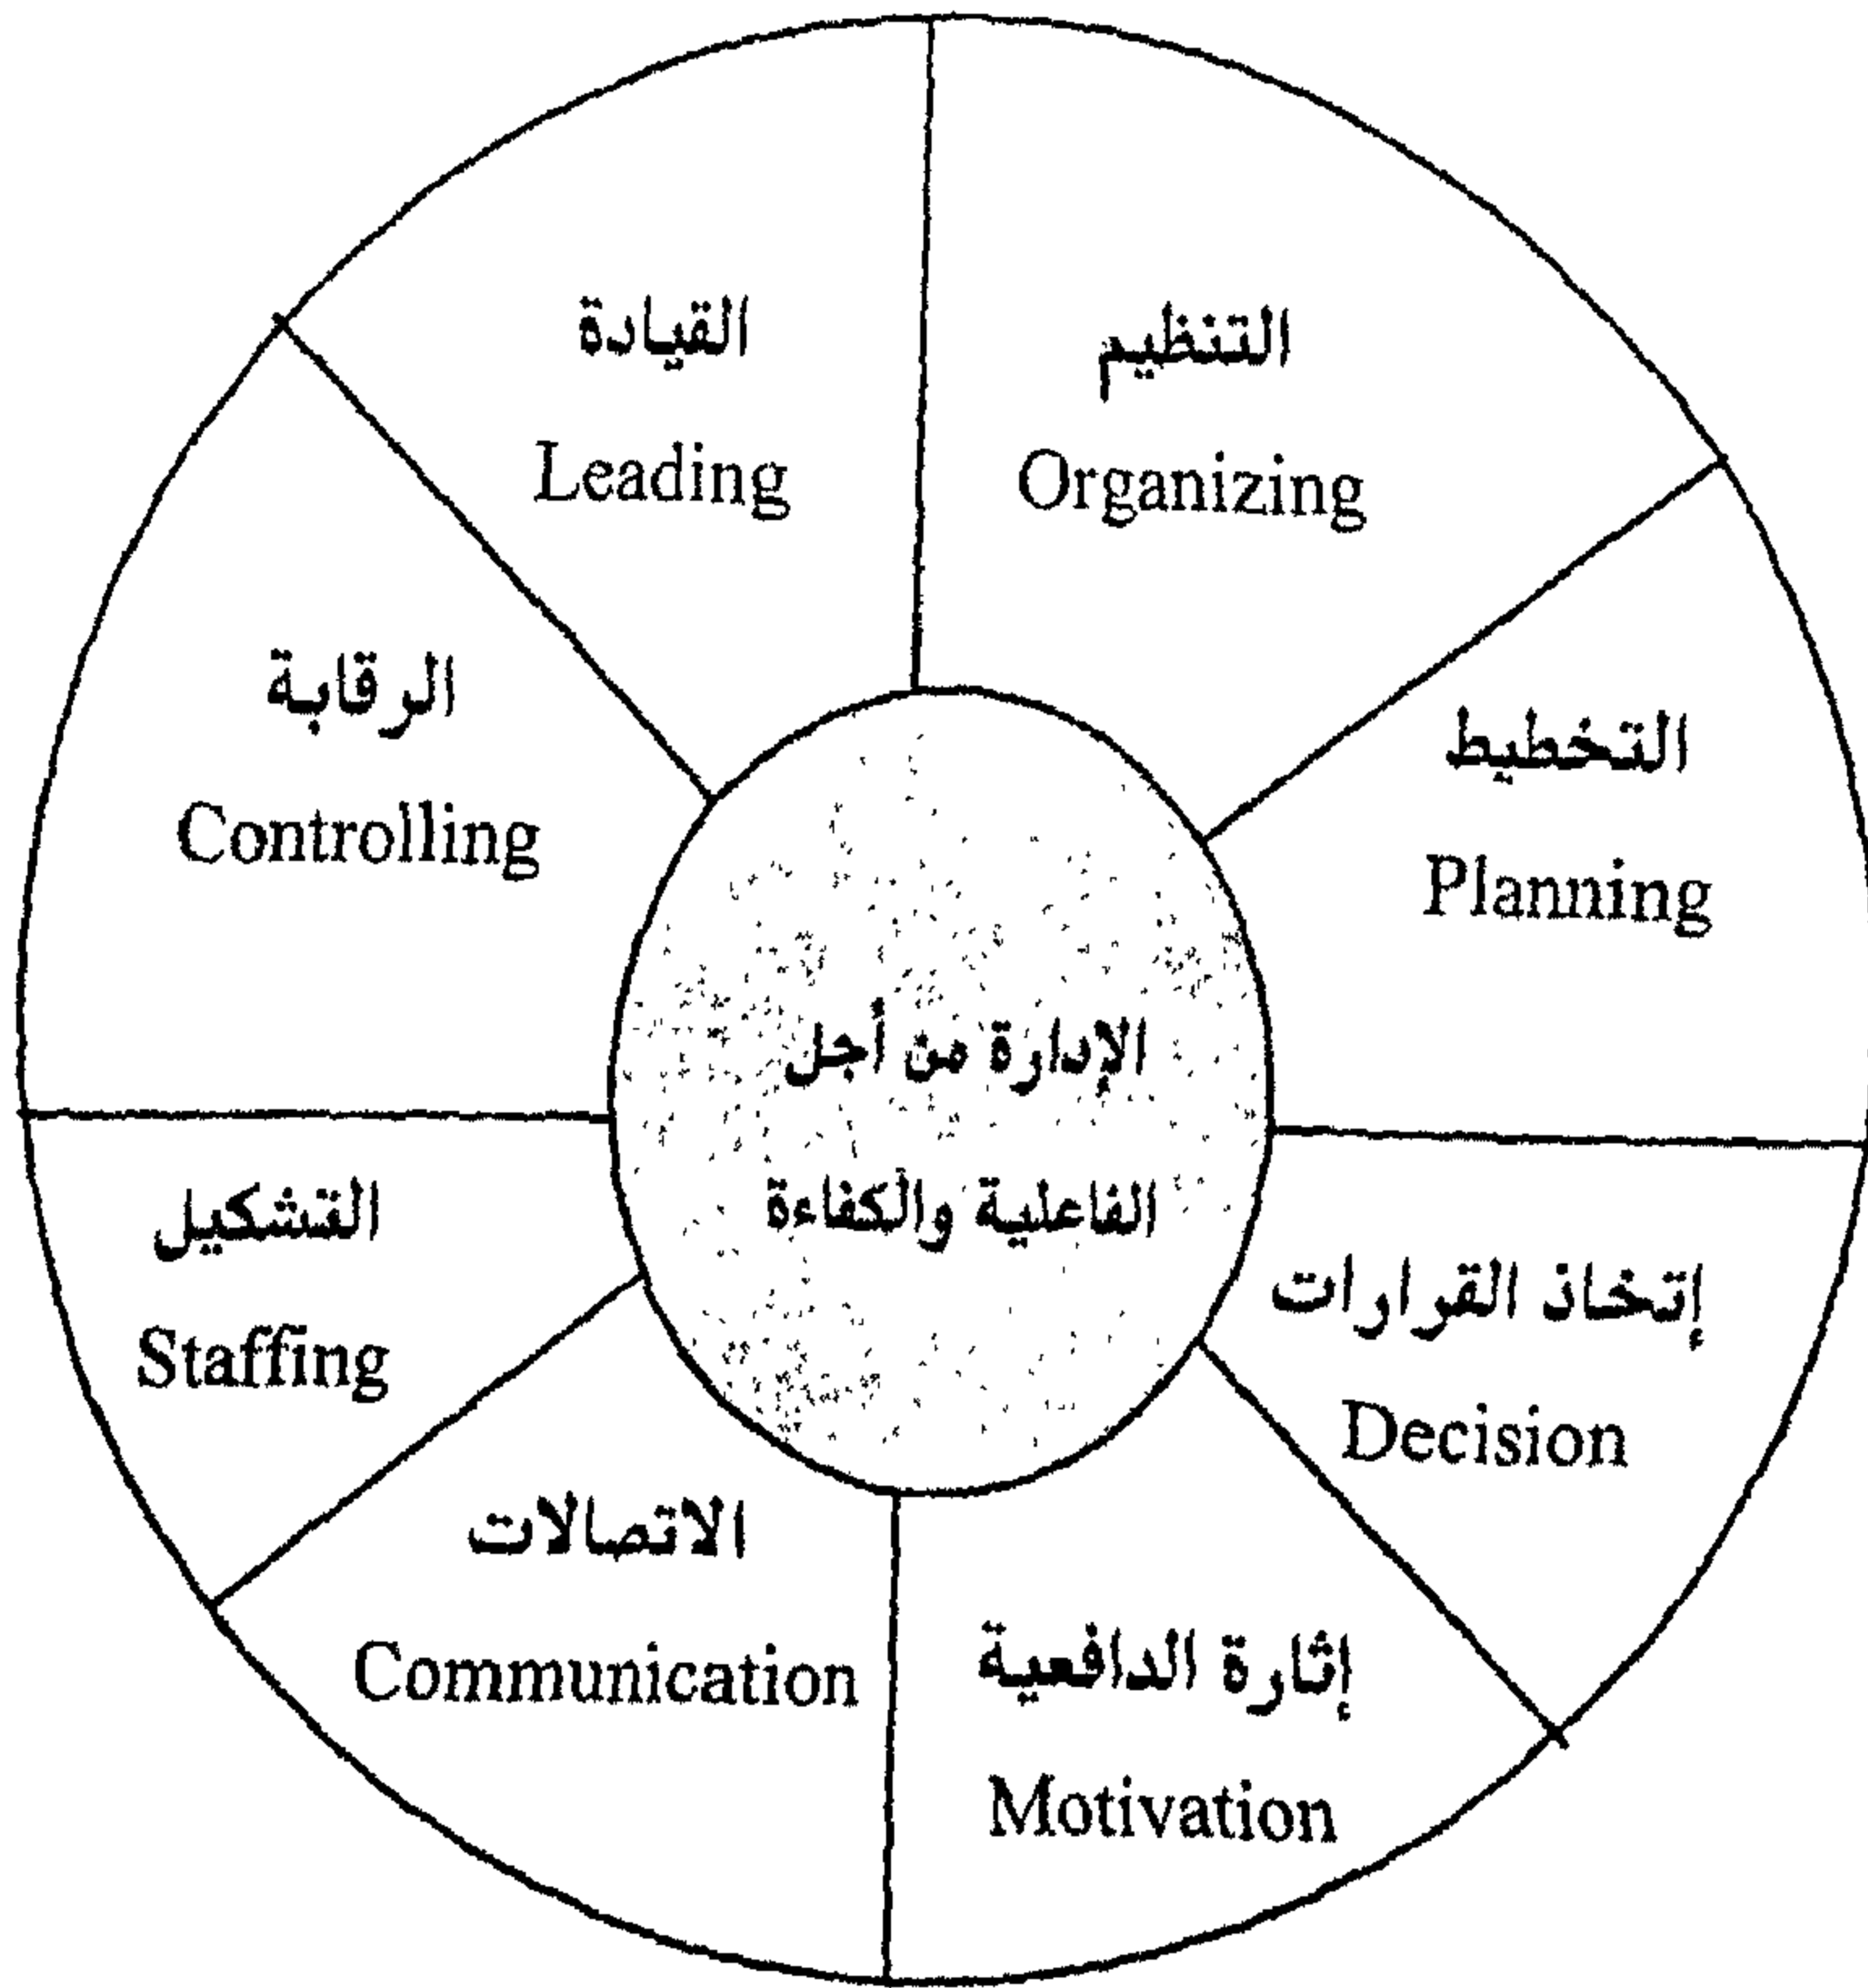 القيادة
Leading
التنظيم
Organizing
الرقابة
Controlling
التخطيط
Planning
الإدارة من أجل
الفاعلية والكفاءة
التشكيل
Staffing
إتخاذ القرارات
Decision
الاتصالات
Communication
إثارة الدافعية
Motivation